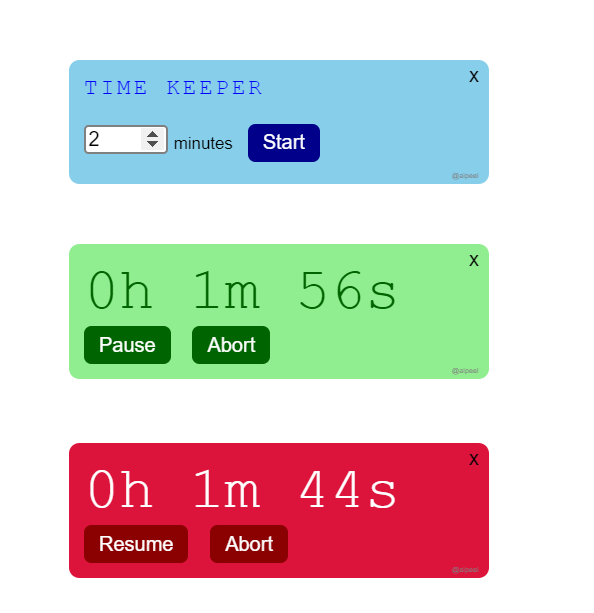 X
TIME KEEPER
2 minutes Start
@alpeel
X
0h 1m 56s
Pause Abort
@alpeel
X
0h 1m 44s
Resume Abort
@alpeel